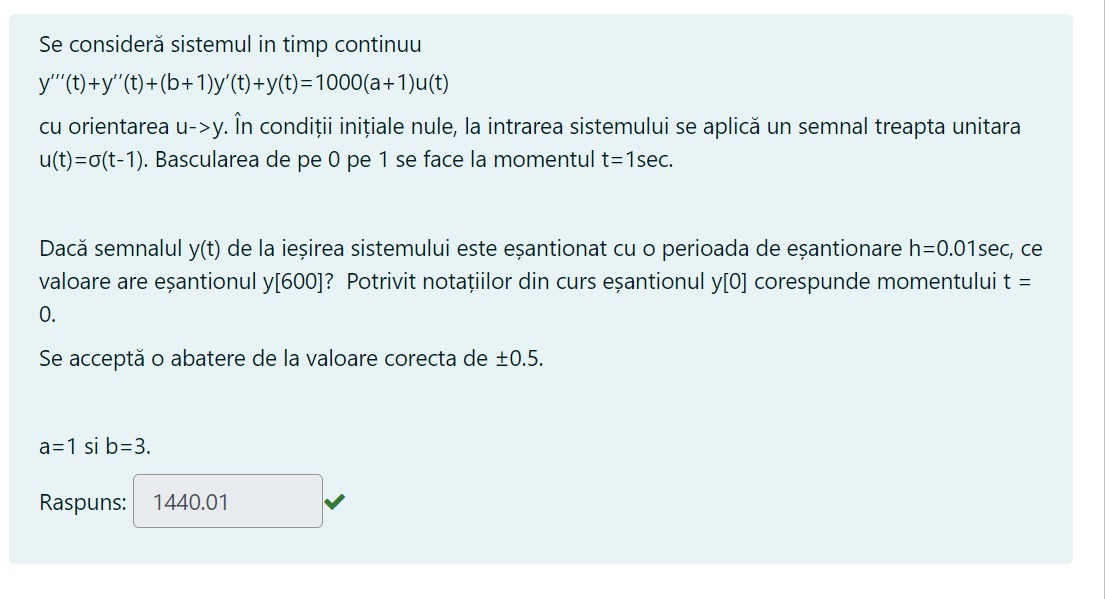 Se consideră sistemul in timp continuu
y′′′(t)+y′′(t)+(b+1)y′(t)+y(t)=1000(a+1)u(t)
cu orientarea u->y. În condiții inițiale nule, la intrarea sistemului se aplică un semnal treapta unitara
u(t)=σ(t-1). Bascularea de pe 0 pe 1 se face la momentul t=1sec.
Dacă semnalul y(t) de la ieșirea sistemului este eșantionat cu o perioada de eșantionare h=0.01sec, ce
valoare are eșantionul y[600]? Potrivit notațiilor din curs eșantionul y[0] corespunde momentului t =
0.
Se acceptă o abatere de la valoare corecta de ±0.5.
a=1 si b=3.
Raspuns: 1440.01